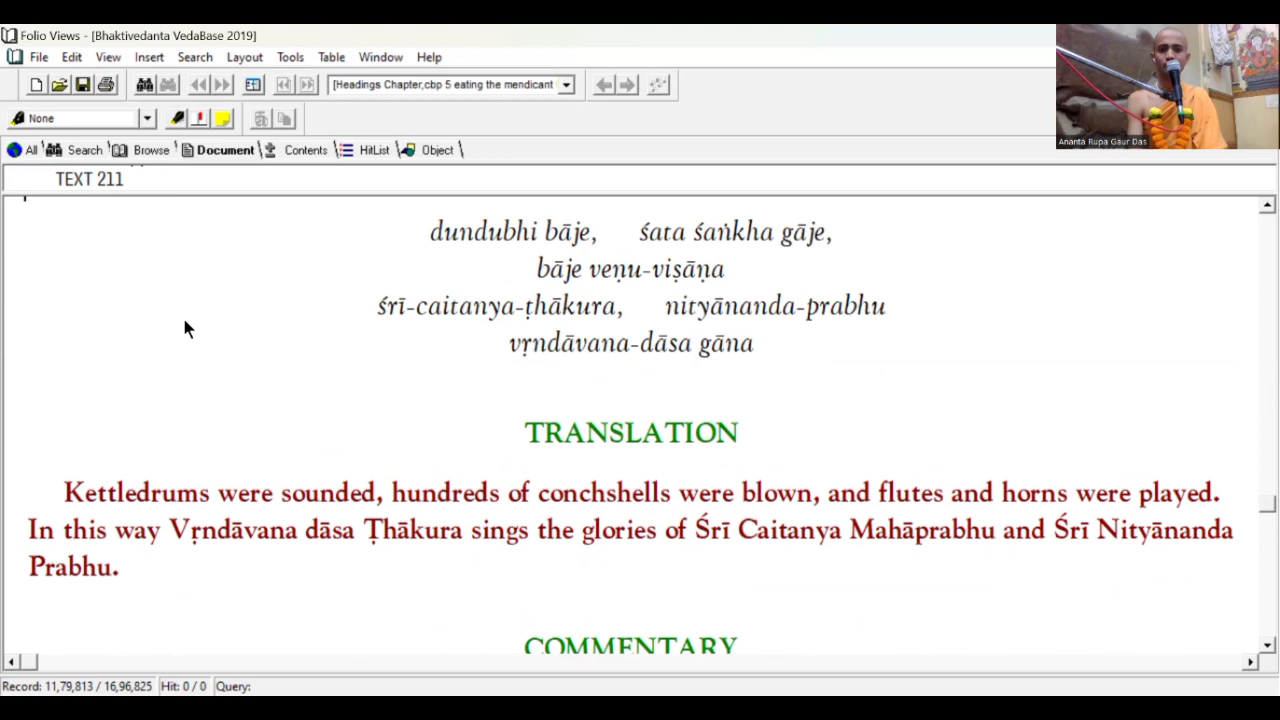 Folio Views - [Bhaktivedanta VedaBase 2019]
File Edit View Insert Search Layout Tools Table Window Help
[Headings Chapter,cbp 5 eating the mendicant
None
All Search Browse Document Contents HitList Object
TEXT 211
dundubhi bāje, śata śaṅkha gāje,
bāje veṇu-viṣāṇa
śrī-caitanya-ṭhākura, nityānanda-prabhu
vṛndāvana-dāsa gāna
TRANSLATION
Kettledrums were sounded, hundreds of conchshells were blown, and flutes and horns were played.
In this way Vṛndāvana dāsa Ṭhākura sings the glories of Śrī Caitanya Mahāprabhu and Śrī Nityānanda
Prabhu.
COMMENTARY
Record: 11,79,813 / 16,96,825 Hit: 0 / 0 Query:
Ananta Rupa Gaur Das